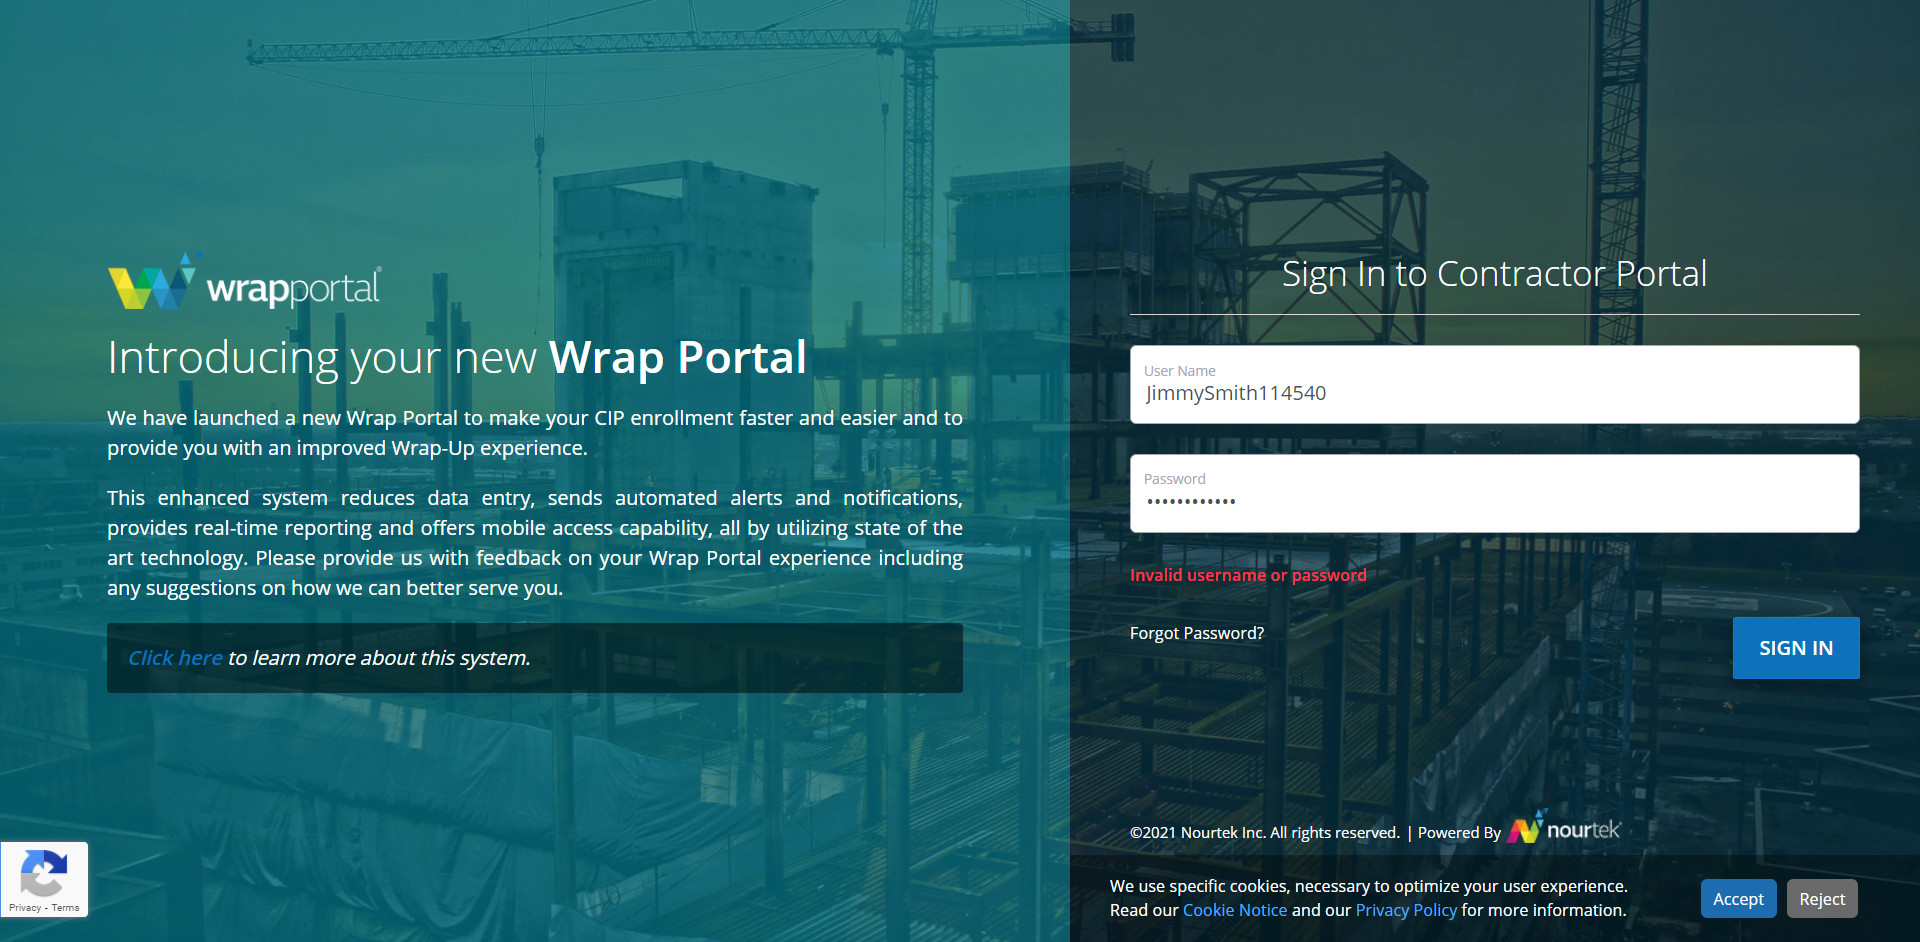 wrapportal®
Introducing your new Wrap Portal
We have launched a new Wrap Portal to make your CIP enrollment faster and easier and to
provide you with an improved Wrap-Up experience.
This enhanced system reduces data entry, sends automated alerts and notifications,
provides real-time reporting and offers mobile access capability, all by utilizing state of the
art technology. Please provide us with feedback on your Wrap Portal experience including
any suggestions on how we can better serve you.
Click here to learn more about this system.
Privacy - Terms
Sign In to Contractor Portal
User Name
JimmySmith114540
Password
••••••••••••
Invalid username or password
Forgot Password?
SIGN IN
©2021 Nourtek Inc. All rights reserved. | Powered By nourtek
We use specific cookies, necessary to optimize your user experience.
Read our Cookie Notice and our Privacy Policy for more information.
Accept
Reject